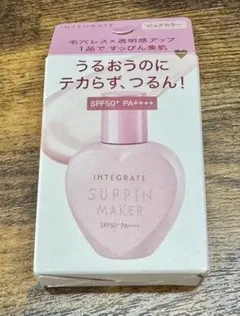 INTEGRATE
ピュアカラー
毛穴レス*透明感アップ
1品ですっぴん美肌
うるおうのに
テカらず、つるん!
SPF50+ PA++++
INTEGRATE
SUPPIN
MAKER
SPF50+ PA++++